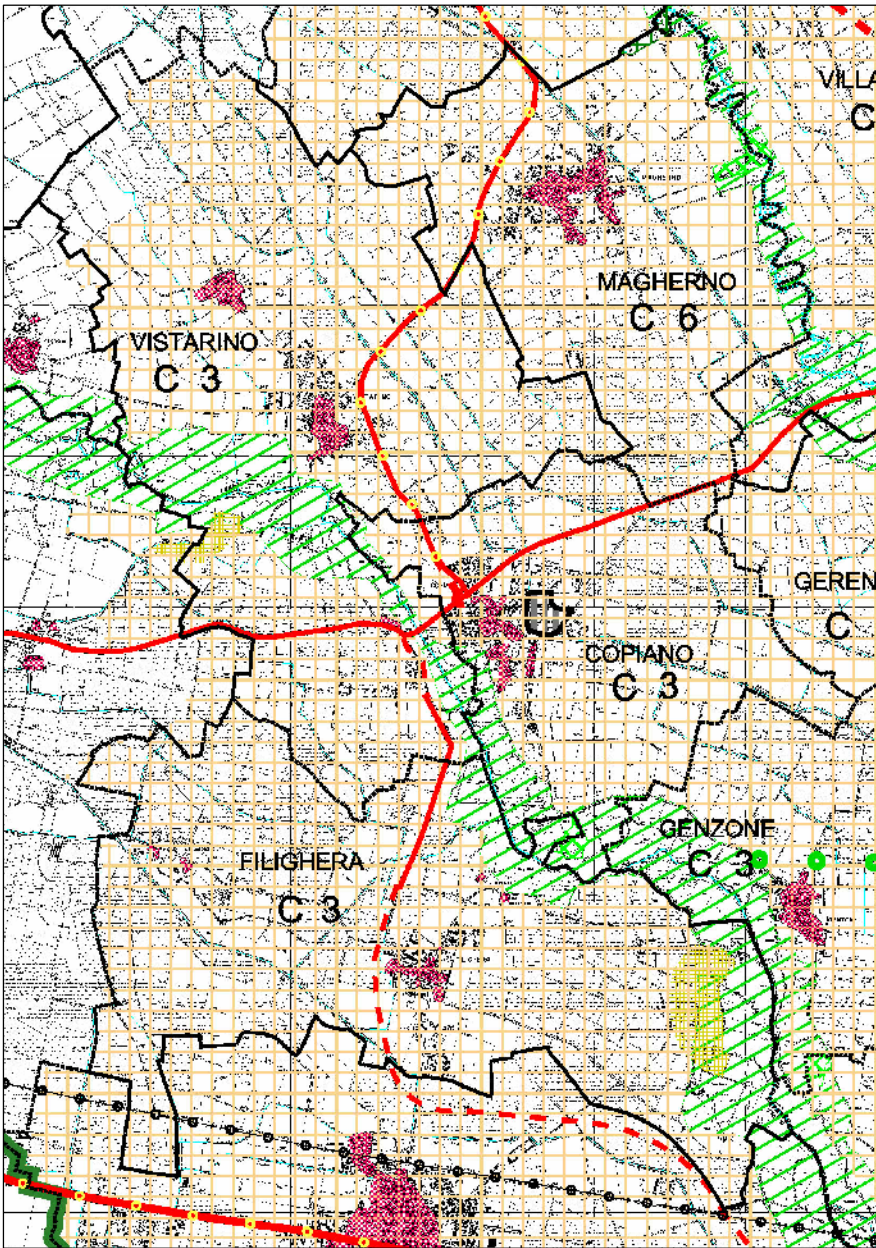 VILLA
C
MAGHERNO
C 6
VISTARINO
C 3
GEREN
C
COPIANO
C 3
GENZONE
C 3
FILIGHERA
C 3